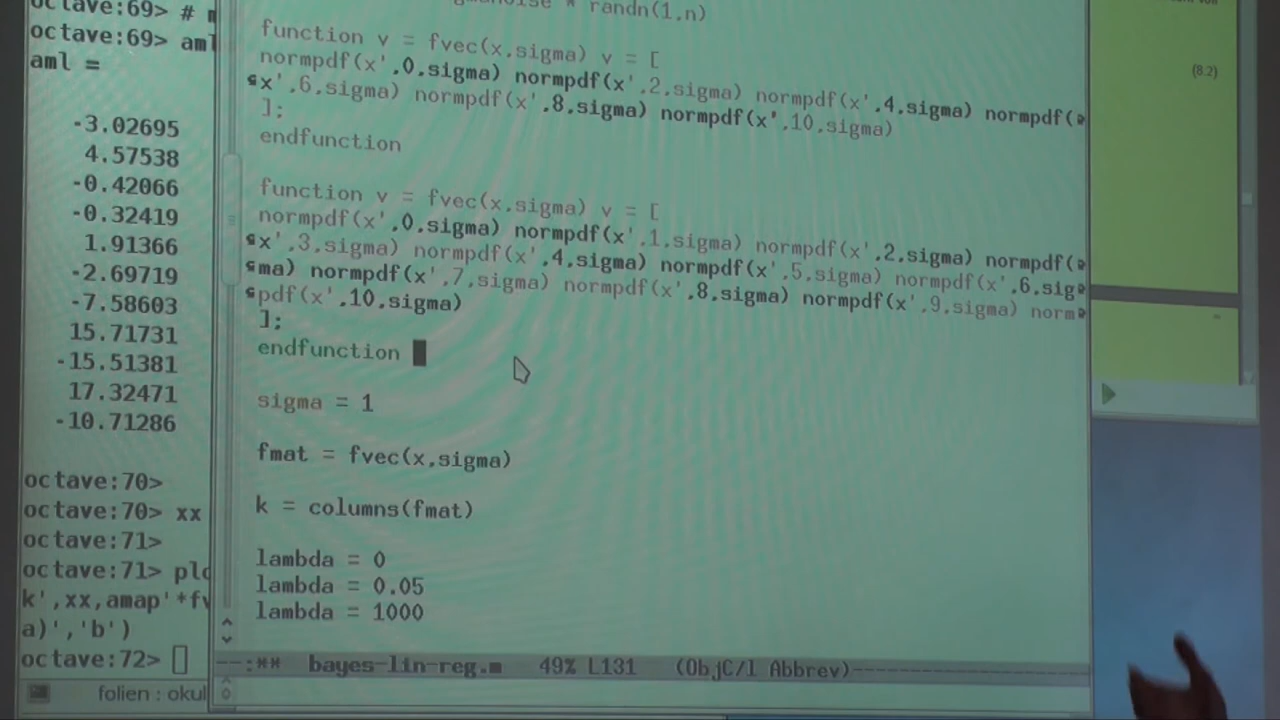 octave:69> #
octave:69> aml
aml =
-3.02695
4.57538
-0.42066
-0.32419
1.91366
-2.69719
-7.58603
15.71731
-15.51381
17.32471
-10.71286
octave:70>
octave:70> xx
octave:71>
octave:71> plo
k',xx,amap'*fv
a)','b')
octave:72>
folien : okul
* randn(1,n)
function v = fvec(x,sigma) v = [
normpdf(x',0,sigma) normpdf(x',2,sigma) normpdf(x',4,sigma) normpdf(
x',6,sigma) normpdf(x',8,sigma) normpdf(x',10,sigma)
];
endfunction
function v = fvec(x,sigma) v = [
normpdf(x',0,sigma) normpdf(x',1,sigma) normpdf(x',2,sigma) normpdf(
x',3,sigma) normpdf(x',4,sigma) normpdf(x',5,sigma) normpdf(x',6,sig
ma) normpdf(x',7,sigma) normpdf(x',8,sigma) normpdf(x',9,sigma) norm
pdf(x',10,sigma)
];
endfunction
sigma = 1
fmat = fvec(x,sigma)
k = columns(fmat)
lambda = 0
lambda = 0.05
lambda = 1000
--:** bayes-lin-reg.m 49% L131 (ObjC/l Abbrev)
(8.2)